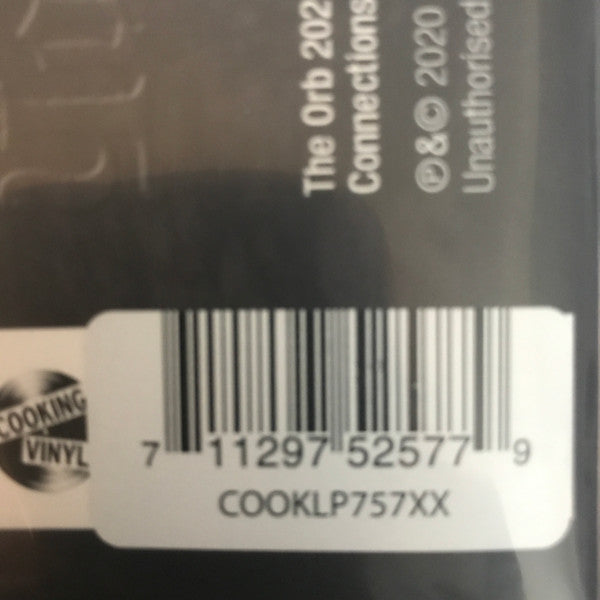 The Orb 202
Connections
℗&© 2020
Unauthorised
COOKING
VINYL
7 11297 52577 9
COOKLP757XX